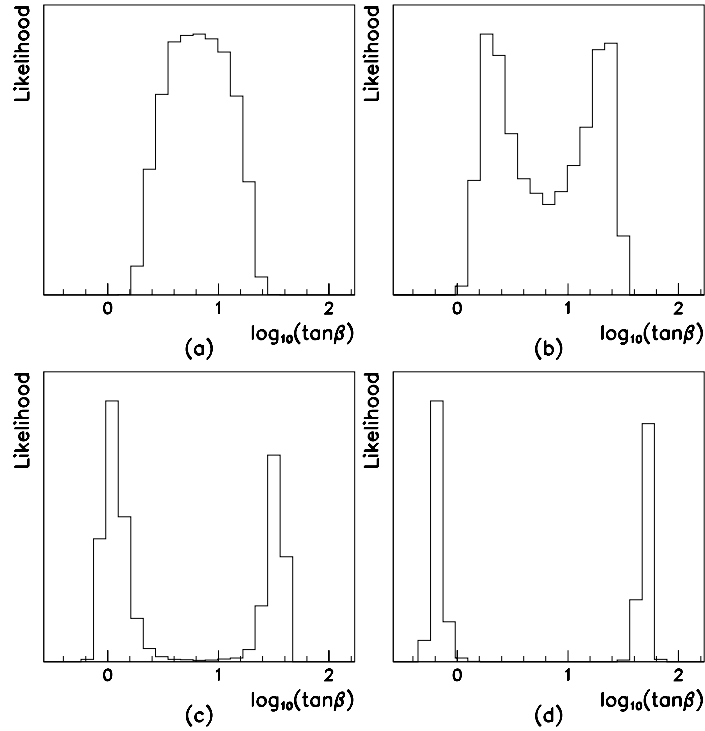 Likelihood
0 1 2
log₁₀(tanβ)
(a)
Likelihood
0 1 2
log₁₀(tanβ)
(b)
Likelihood
0 1 2
log₁₀(tanβ)
(c)
Likelihood
0 1 2
log₁₀(tanβ)
(d)